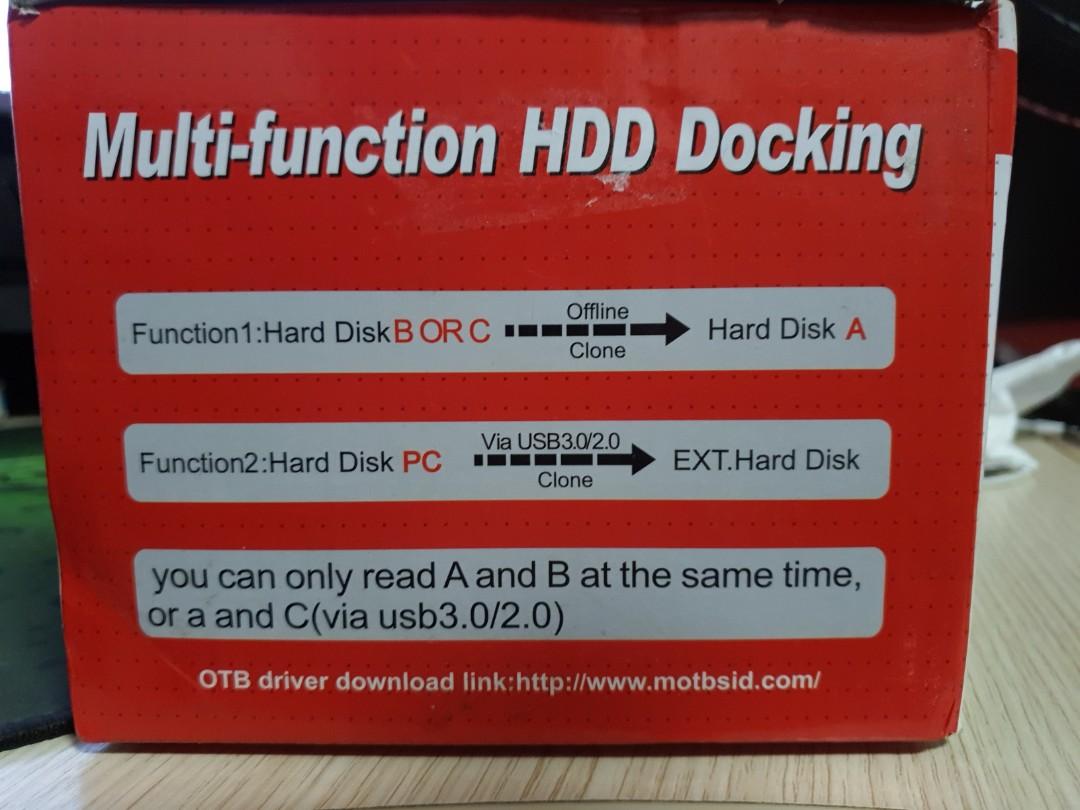 Multi-function HDD Docking
Function1:Hard Disk B OR C Offline Clone Hard Disk A
Function2:Hard Disk PC Via USB3.0/2.0 Clone EXT.Hard Disk
you can only read A and B at the same time,
or a and C(via usb3.0/2.0)
OTB driver download link:http://www.motbsid.com/